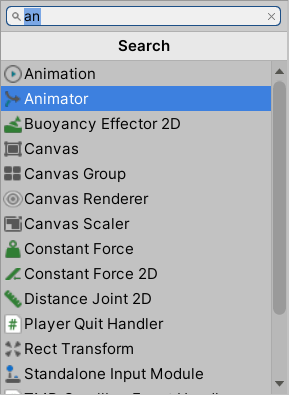 an
Search
Animation
Animator
Buoyancy Effector 2D
Canvas
Canvas Group
Canvas Renderer
Canvas Scaler
Constant Force
Constant Force 2D
Distance Joint 2D
Player Quit Handler
Rect Transform
Standalone Input Module